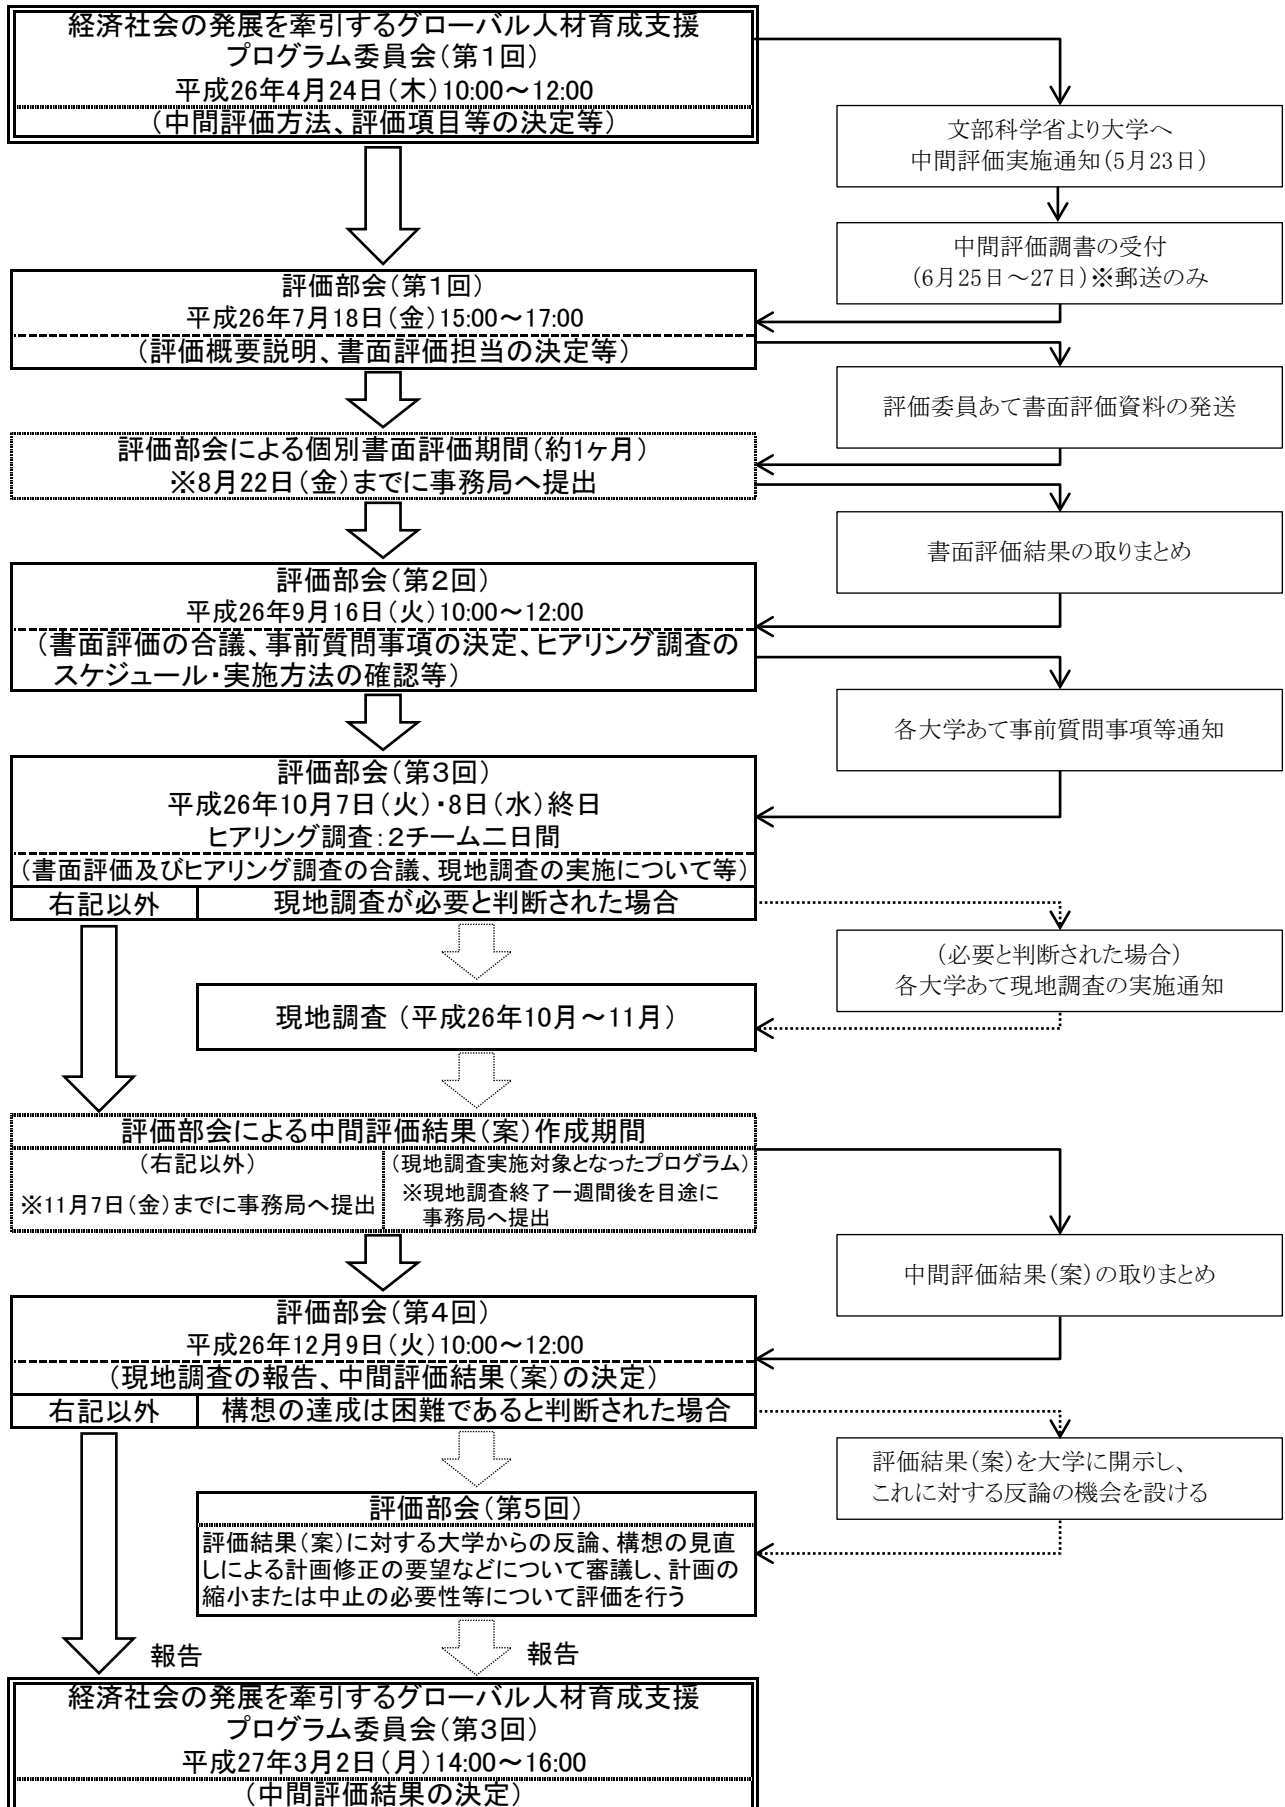 経済社会の発展を牽引するグローバル人材育成支援
プログラム委員会（第１回）
平成26年4月24日（木）10:00～12:00
（中間評価方法、評価項目等の決定等）
文部科学省より大学へ
中間評価実施通知（5月23日）
中間評価調書の受付
（6月25日～27日）※郵送のみ
評価部会（第１回）
平成26年7月18日（金）15:00～17:00
（評価概要説明、書面評価担当の決定等）
評価委員あて書面評価資料の発送
評価部会による個別書面評価期間（約1ヶ月）
※8月22日（金）までに事務局へ提出
書面評価結果の取りまとめ
評価部会（第２回）
平成26年9月16日（火）10:00～12:00
（書面評価の合議、事前質問事項の決定、ヒアリング調査の
スケジュール・実施方法の確認等）
各大学あて事前質問事項等通知
評価部会（第３回）
平成26年10月7日（火）・8日（水）終日
ヒアリング調査：２チーム二日間
（書面評価及びヒアリング調査の合議、現地調査の実施について等）
右記以外
現地調査が必要と判断された場合
（必要と判断された場合）
各大学あて現地調査の実施通知
現地調査（平成26年10月～11月）
評価部会による中間評価結果（案）作成期間
（右記以外）
※11月7日（金）までに事務局へ提出
（現地調査実施対象となったプログラム）
※現地調査終了一週間後を目途に
事務局へ提出
中間評価結果（案）の取りまとめ
評価部会（第４回）
平成26年12月9日（火）10:00～12:00
（現地調査の報告、中間評価結果（案）の決定）
右記以外
構想の達成は困難であると判断された場合
評価結果（案）を大学に開示し、
これに対する反論の機会を設ける
評価部会（第５回）
評価結果（案）に対する大学からの反論、構想の見直
しによる計画修正の要望などについて審議し、計画の
縮小または中止の必要性等について評価を行う
報告
報告
経済社会の発展を牽引するグローバル人材育成支援
プログラム委員会（第３回）
平成27年3月2日（月）14:00～16:00
（中間評価結果の決定）